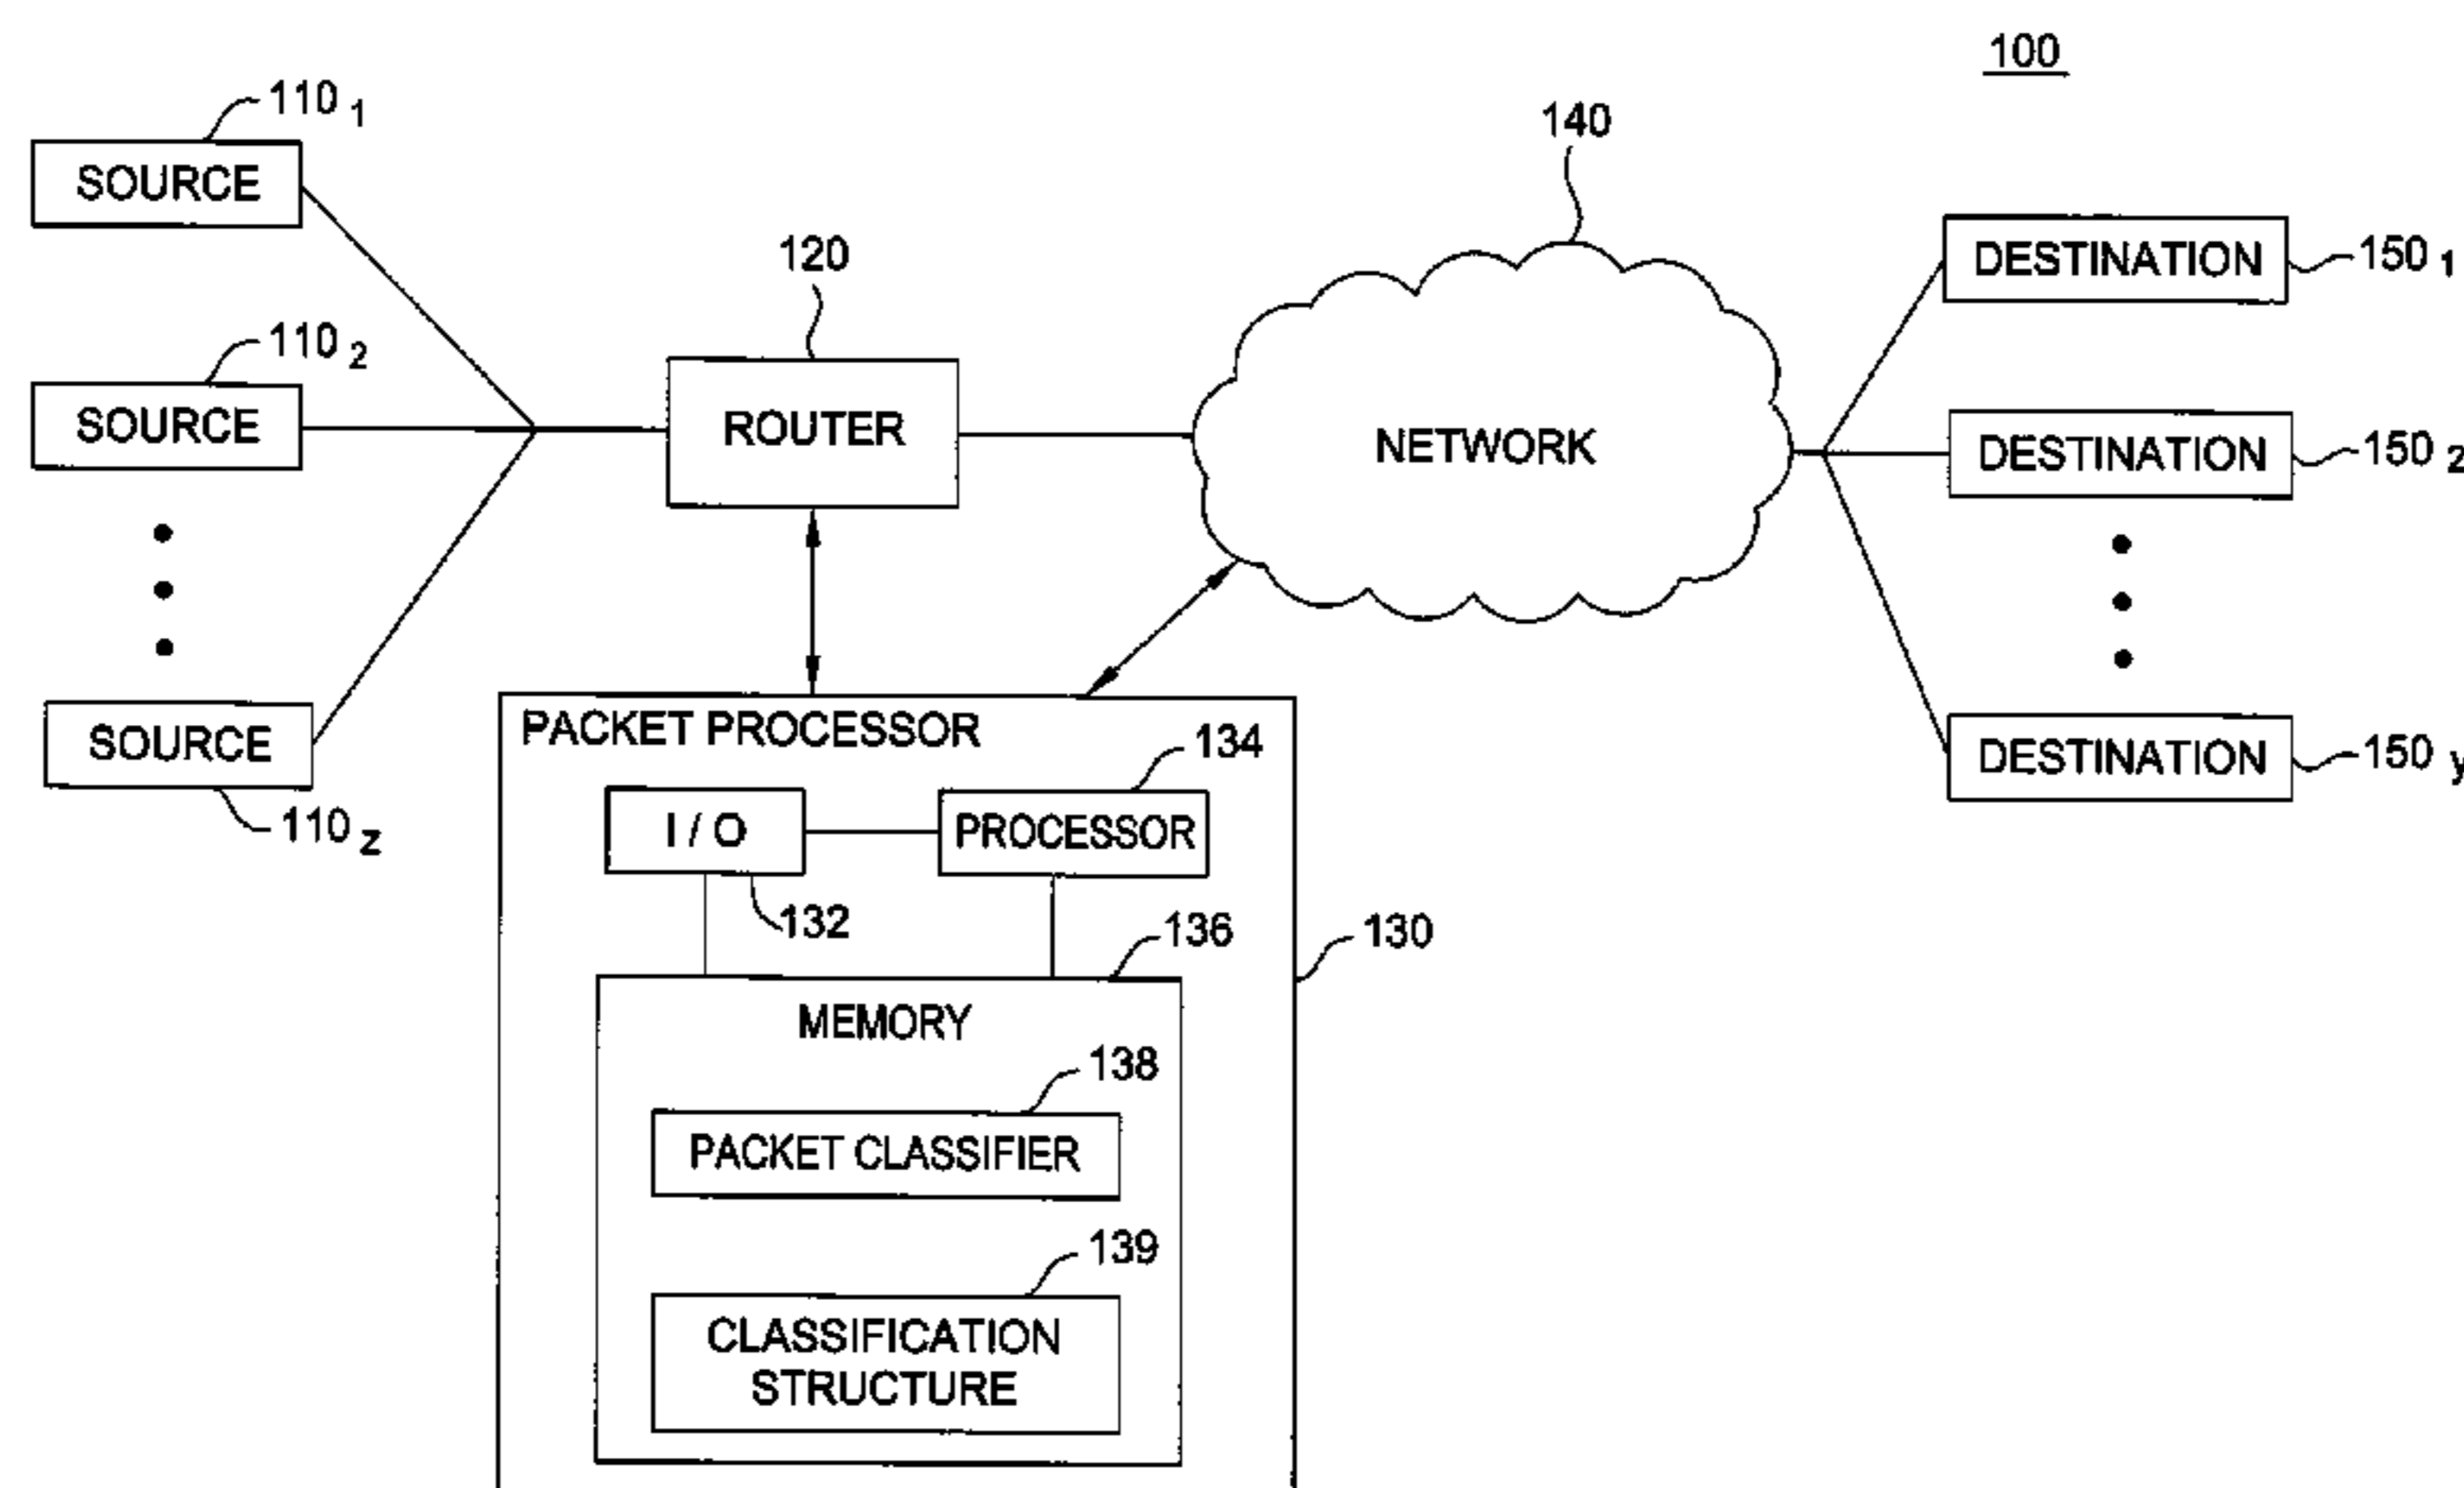 100
110 1
SOURCE
140
120
DESTINATION
150 1
110 2
SOURCE
ROUTER
NETWORK
DESTINATION
150 2
SOURCE
110 z
DESTINATION
150 y
PACKET PROCESSOR
134
I / O
PROCESSOR
132
136
130
MEMORY
138
PACKET CLASSIFIER
139
CLASSIFICATION
STRUCTURE